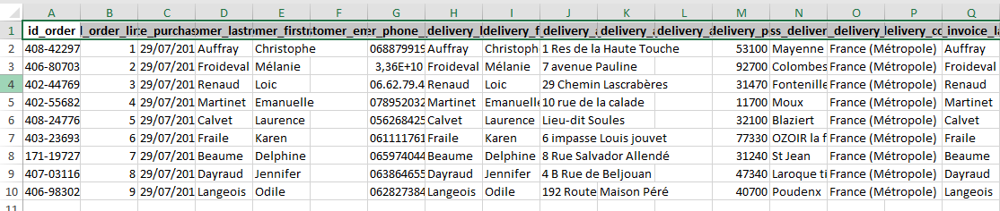 A B C D E F G H I J K L M N O P Q
1 id_order l_order_lin e_purchas omer_lastn omer_firstn tomer_em er_phone_ delivery_l delivery_f delivery_a delivery_a delivery_a delivery_p ss_deliver delivery_ delivery_co _invoice_la
2 408-42297 1 29/07/201 Auffray Christophe 068879919 Auffray Christoph 1 Res de la Haute Touche 53100 Mayenne France (Métropole) Auffray
3 406-80703 2 29/07/201 Froideval Mélanie 3,36E+10 Froideval Mélanie 7 avenue Pauline 92700 Colombes France (Métropole) Froideval
4 402-44769 3 29/07/201 Renaud Loic 06.62.79.4 Renaud Loic 29 Chemin Lascrabères 31470 Fontenille France (Métropole) Renaud
5 402-55682 4 29/07/201 Martinet Emanuelle 078952032 Martinet Emanuelle 10 rue de la calade 11700 Moux France (Métropole) Martinet
6 408-24776 5 29/07/201 Calvet Laurence 056268425 Calvet Laurence Lieu-dit Soules 32100 Blaziert France (Métropole) Calvet
7 403-23693 6 29/07/201 Fraile Karen 061111761 Fraile Karen 6 impasse Louis jouvet 77330 OZOIR la f France (Métropole) Fraile
8 171-19727 7 29/07/201 Beaume Delphine 065974044 Beaume Delphine 8 Rue Salvador Allendé 31240 St Jean France (Métropole) Beaume
9 407-03116 8 29/07/201 Dayraud Jennifer 063864655 Dayraud Jennifer 4 B Rue de Beljouan 47340 Laroque ti France (Métropole) Dayraud
10 406-98302 9 29/07/201 Langeois Odile 062827384 Langeois Odile 192 Route Maison Péré 40700 Poudenx France (Métropole) Langeois
11